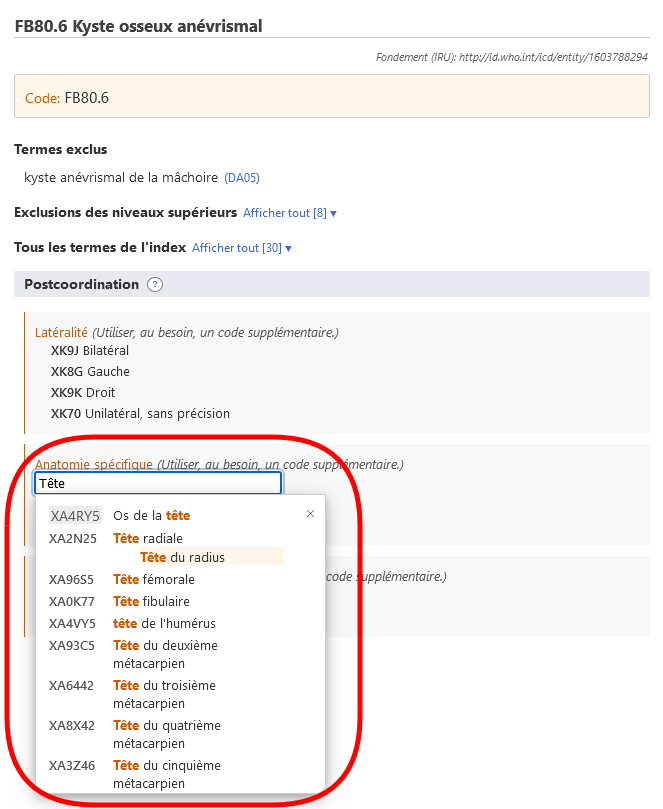 FB80.6 Kyste osseux anévrismal
Fondement (IRU): http://id.who.int/icd/entity/1603788294
Code: FB80.6
Termes exclus
kyste anévrismal de la mâchoire (DA05)
Exclusions des niveaux supérieurs Afficher tout [8] ▾
Tous les termes de l'index Afficher tout [30] ▾
Postcoordination ?
Latéralité (Utiliser, au besoin, un code supplémentaire.)
XK9J Bilatéral
XK8G Gauche
XK9K Droit
XK70 Unilatéral, sans précision
Anatomie spécifique (Utiliser, au besoin, un code supplémentaire.)
Tête
XA4RY5 Os de la tête ×
XA2N25 Tête radiale
Tête du radius
XA96S5 Tête fémorale code supplémentaire.)
XA0K77 Tête fibulaire
XA4VY5 tête de l'humérus
XA93C5 Tête du deuxième
métacarpien
XA6442 Tête du troisième
métacarpien
XA8X42 Tête du quatrième
métacarpien
XA3Z46 Tête du cinquième
métacarpien